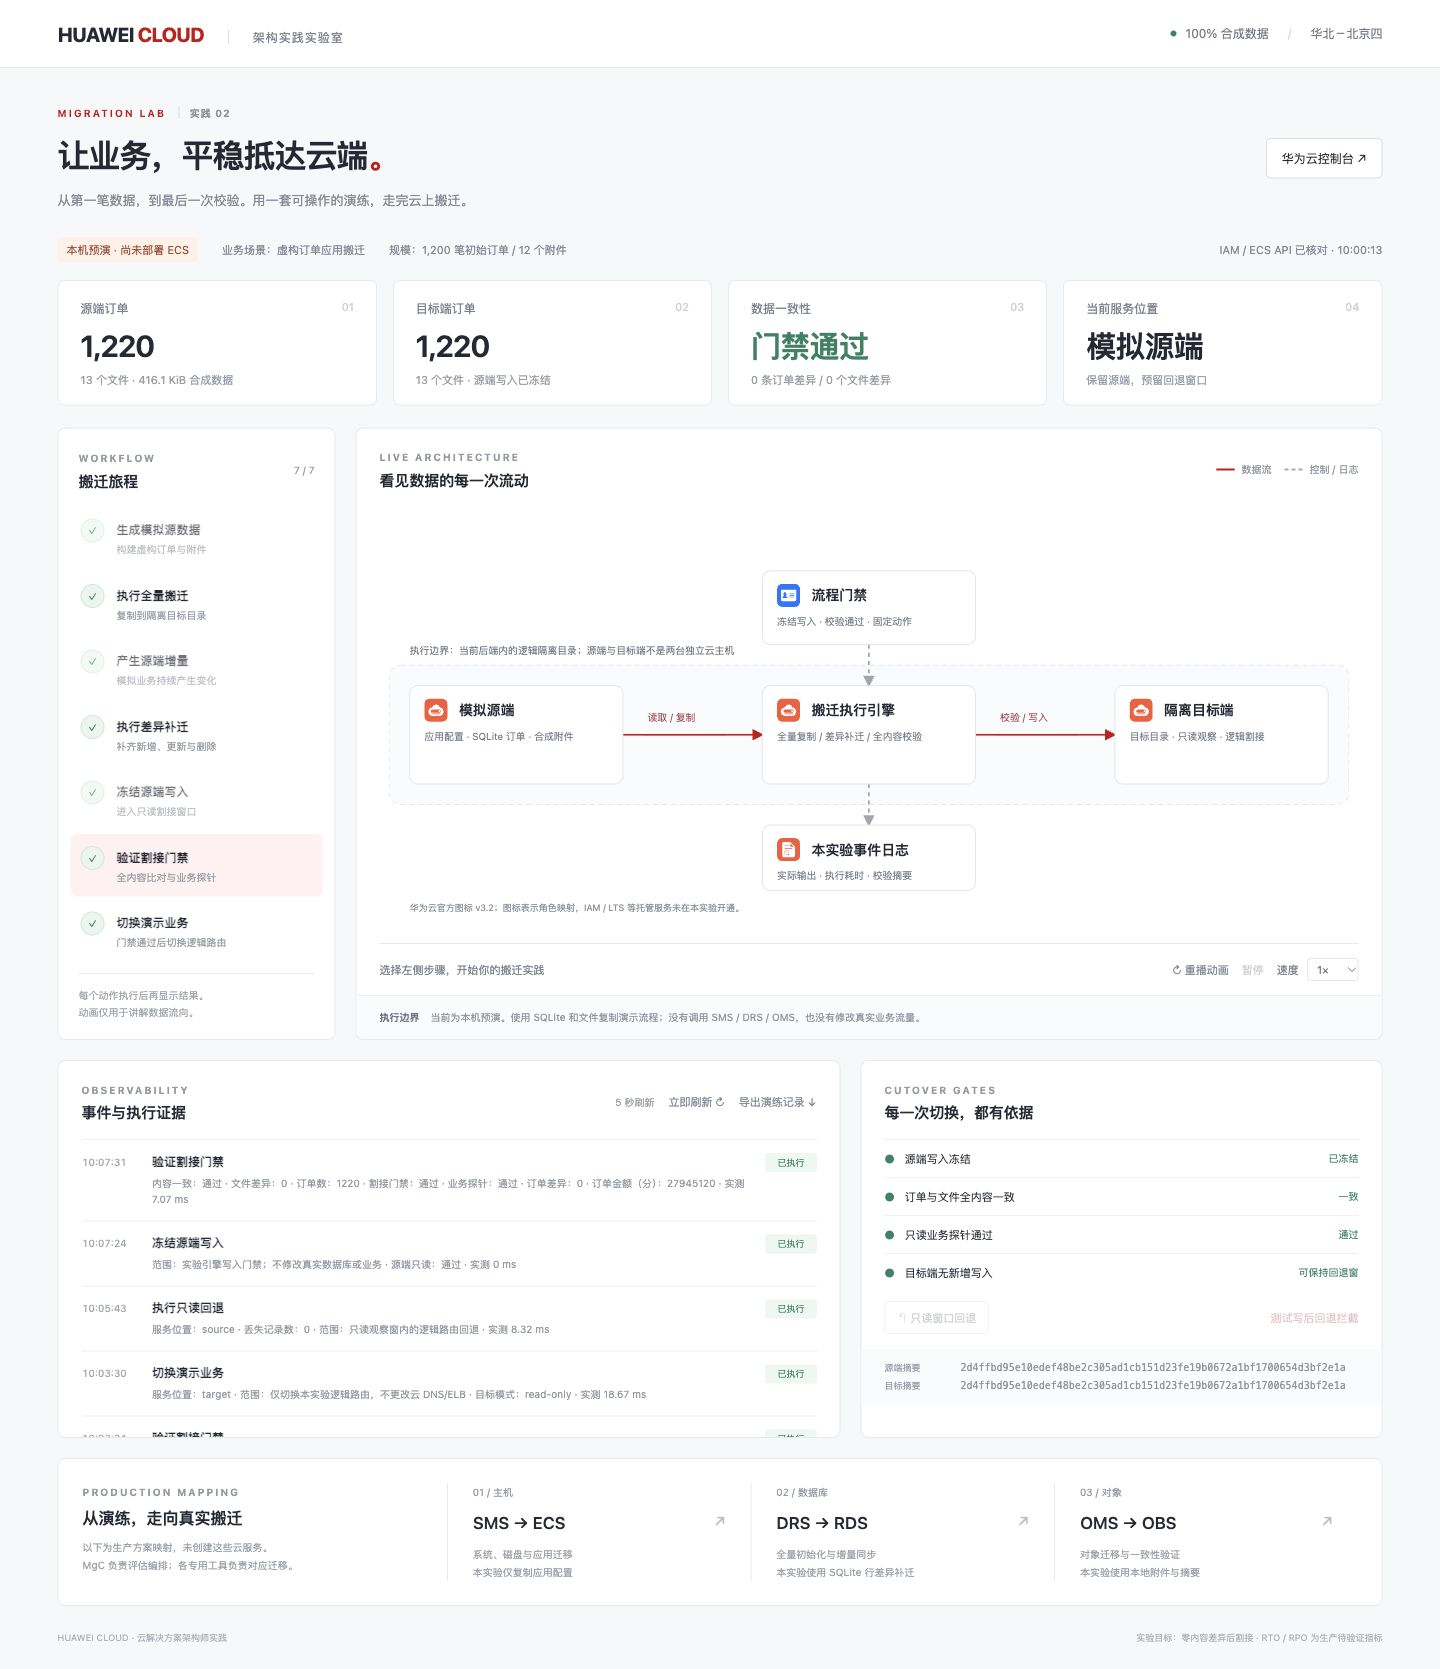 HUAWEI CLOUD
架构实践实验室
100% 合成数据 / 华北－北京四
MIGRATION LAB
实践 02
让业务，平稳抵达云端。
华为云控制台 ↗
从第一笔数据，到最后一次校验。用一套可操作的演练，走完云上搬迁。
本机预演 · 尚未部署 ECS
业务场景：虚构订单应用搬迁
规模：1,200 笔初始订单 / 12 个附件
IAM / ECS API 已核对 · 10:00:13
源端订单 01
1,220
13 个文件 · 416.1 KiB 合成数据
目标端订单 02
1,220
13 个文件 · 源端写入已冻结
数据一致性 03
门禁通过
0 条订单差异 / 0 个文件差异
当前服务位置 04
模拟源端
保留源端，预留回退窗口
WORKFLOW
搬迁旅程
7 / 7
生成模拟源数据
构建虚构订单与附件
执行全量搬迁
复制到隔离目标目录
产生源端增量
模拟业务持续产生变化
执行差异补迁
补齐新增、更新与删除
冻结源端写入
进入只读割接窗口
验证割接门禁
全内容比对与业务探针
切换演示业务
门禁通过后切换逻辑路由
每个动作执行后再显示结果。
动画仅用于讲解数据流向。
LIVE ARCHITECTURE
看见数据的每一次流动
数据流
控制 / 日志
流程门禁
冻结写入 · 校验通过 · 固定动作
执行边界：当前后端内的逻辑隔离目录；源端与目标端不是两台独立云主机
模拟源端
应用配置 · SQLite 订单 · 合成附件
读取 / 复制
搬迁执行引擎
全量复制 / 差异补迁 / 全内容校验
校验 / 写入
隔离目标端
目标目录 · 只读观察 · 逻辑割接
本实验事件日志
实际输出 · 执行耗时 · 校验摘要
华为云官方图标 v3.2；图标表示角色映射，IAM / LTS 等托管服务未在本实验开通。
选择左侧步骤，开始你的搬迁实践
↻ 重播动画
暂停
速度
1×
执行边界
当前为本机预演。使用 SQLite 和文件复制演示流程；没有调用 SMS / DRS / OMS，也没有修改真实业务流量。
OBSERVABILITY
事件与执行证据
5 秒刷新
立即刷新 ↻
导出演练记录 ↓
10:07:31
验证割接门禁
已执行
内容一致：通过 · 文件差异：0 · 订单数：1220 · 割接门禁：通过 · 业务探针：通过 · 订单差异：0 · 订单金额（分）：27945120 · 实测
7.07 ms
10:07:24
冻结源端写入
已执行
范围：实验引擎写入门禁；不修改真实数据库或业务 · 源端只读：通过 · 实测 0 ms
10:05:43
执行只读回退
已执行
服务位置：source · 丢失记录数：0 · 范围：只读观察窗内的逻辑路由回退 · 实测 8.32 ms
10:03:30
切换演示业务
已执行
服务位置：target · 范围：仅切换本实验逻辑路由，不更改云 DNS/ELB · 目标模式：read-only · 实测 18.67 ms
验证割接门禁
已执行
CUTOVER GATES
每一次切换，都有依据
源端写入冻结 已冻结
订单与文件全内容一致 一致
只读业务探针通过 通过
目标端无新增写入 可保持回退窗
↰ 只读窗口回退
测试写后回退拦截
源端摘要 2d4ffbd95e10edef48be2c305ad1cb151d23fe19b0672a1bf1700654d3bf2e1a
目标摘要 2d4ffbd95e10edef48be2c305ad1cb151d23fe19b0672a1bf1700654d3bf2e1a
PRODUCTION MAPPING
从演练，走向真实搬迁
以下为生产方案映射，未创建这些云服务。
MgC 负责评估编排；各专用工具负责对应迁移。
01 / 主机
SMS → ECS ↗
系统、磁盘与应用迁移
本实验仅复制应用配置
02 / 数据库
DRS → RDS ↗
全量初始化与增量同步
本实验使用 SQLite 行差异补迁
03 / 对象
OMS → OBS ↗
对象迁移与一致性验证
本实验使用本地附件与摘要
HUAWEI CLOUD · 云解决方案架构师实践
实验目标：零内容差异后割接 · RTO / RPO 为生产待验证指标